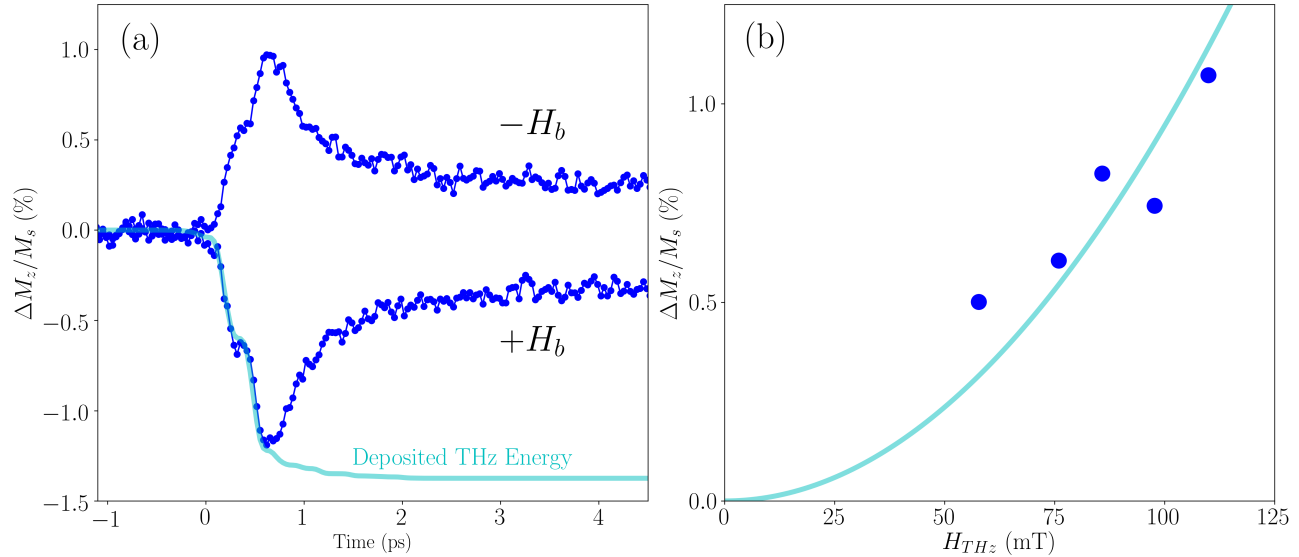 (a)
1.0
0.5
0.0
−0.5
−1.0
−1.5
ΔM_z/M_s (%)
−H_b
+H_b
Deposited THz Energy
−1
0
1
2
3
4
Time (ps)
(b)
1.0
0.5
0.0
ΔM_z/M_s (%)
0
25
50
75
100
125
H_{THz} (mT)